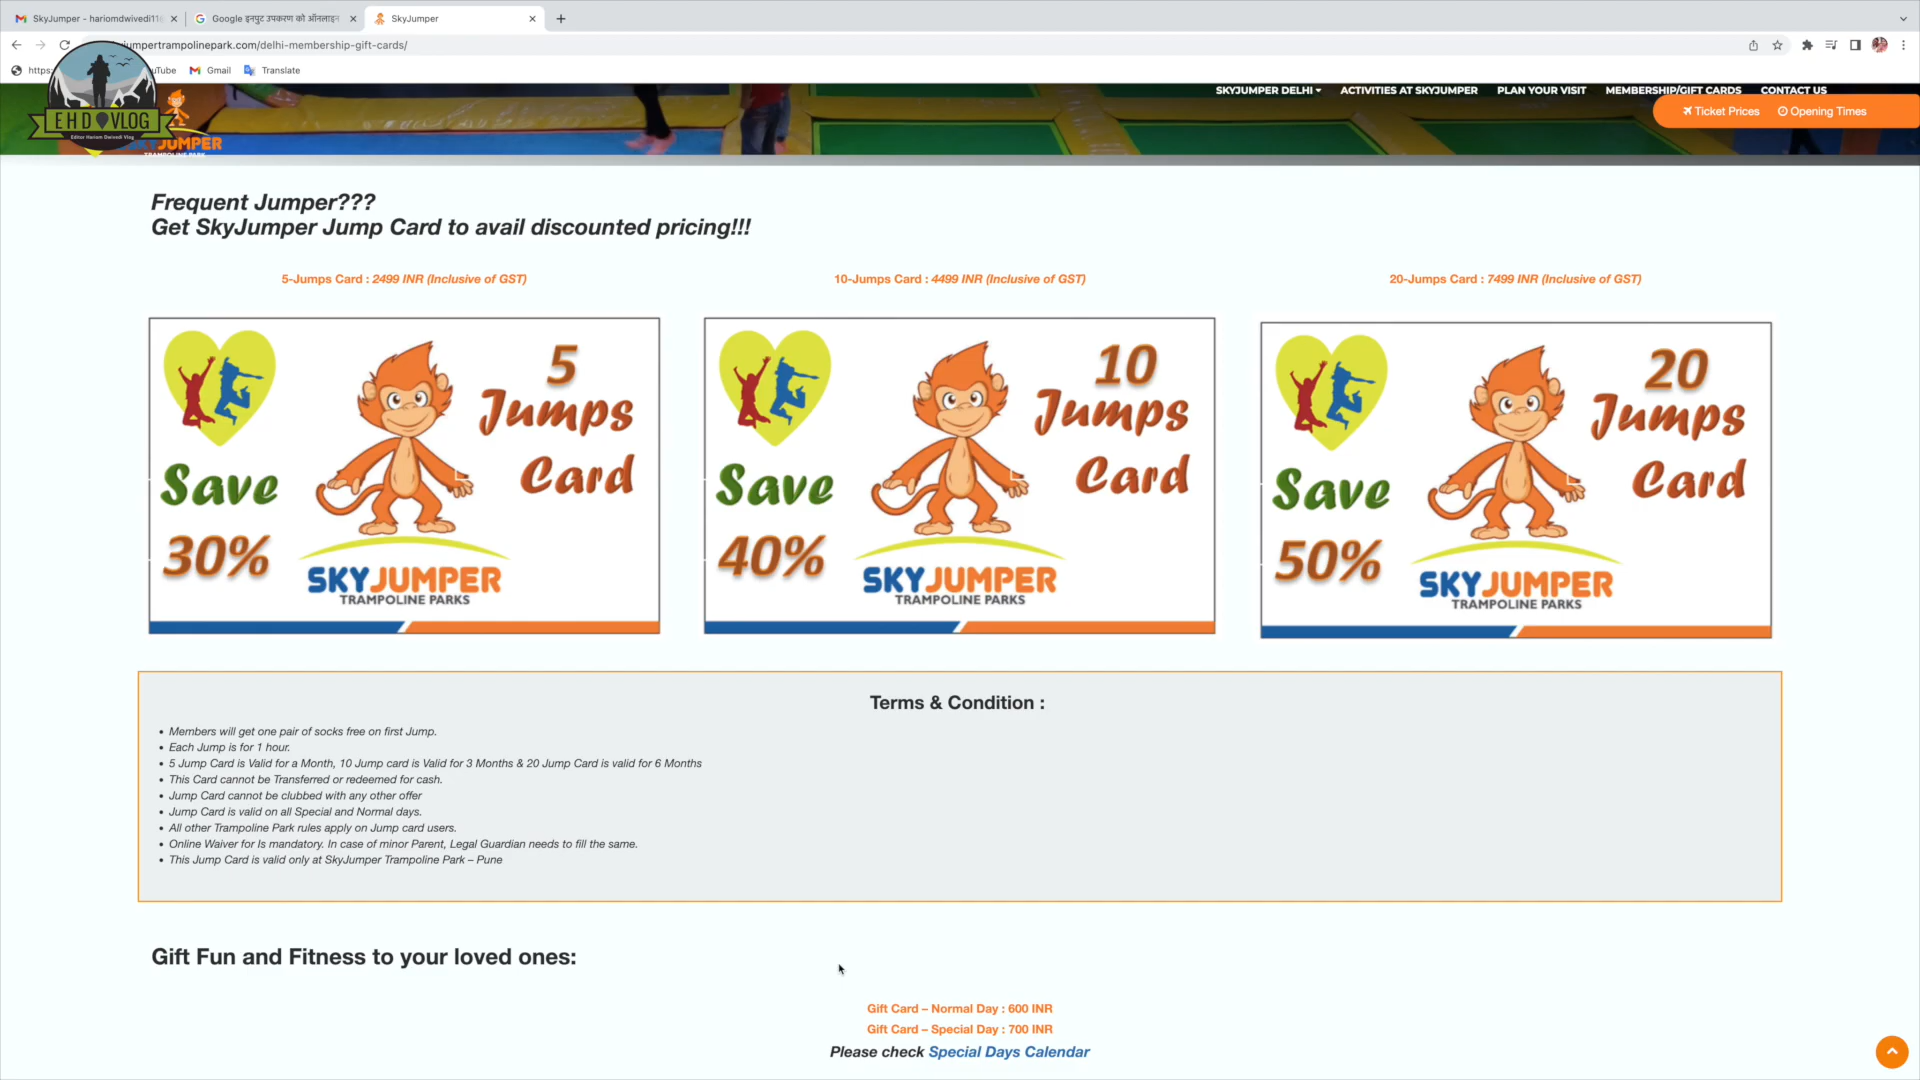 SkyJumper - hariomdwivedi11
Google इनपुट उपकरण को ऑनलाइन
SkyJumper
jumpertrampolinepark.com/delhi-membership-gift-cards/
https:
uTube
Gmail
Translate
EHD VLOG
Editor Hariom Dwivedi Vlog
KYJUMPER
TRAMPOLINE PARK
SKYJUMPER DELHI
ACTIVITIES AT SKYJUMPER
PLAN YOUR VISIT
MEMBERSHIP/GIFT CARDS
CONTACT US
Ticket Prices
Opening Times
Frequent Jumper???
Get SkyJumper Jump Card to avail discounted pricing!!!
5-Jumps Card : 2499 INR (Inclusive of GST)
10-Jumps Card : 4499 INR (Inclusive of GST)
20-Jumps Card : 7499 INR (Inclusive of GST)
5
Jumps
Card
Save
30%
SKYJUMPER
TRAMPOLINE PARKS
10
Jumps
Card
Save
40%
SKYJUMPER
TRAMPOLINE PARKS
20
Jumps
Card
Save
50%
SKYJUMPER
TRAMPOLINE PARKS
Terms & Condition :
• Members will get one pair of socks free on first Jump.
• Each Jump is for 1 hour.
• 5 Jump Card is Valid for a Month, 10 Jump card is Valid for 3 Months & 20 Jump Card is valid for 6 Months
• This Card cannot be Transferred or redeemed for cash.
• Jump Card cannot be clubbed with any other offer
• Jump Card is valid on all Special and Normal days.
• All other Trampoline Park rules apply on Jump card users.
• Online Waiver for Is mandatory. In case of minor Parent, Legal Guardian needs to fill the same.
• This Jump Card is valid only at SkyJumper Trampoline Park – Pune
Gift Fun and Fitness to your loved ones:
Gift Card – Normal Day : 600 INR
Gift Card – Special Day : 700 INR
Please check Special Days Calendar